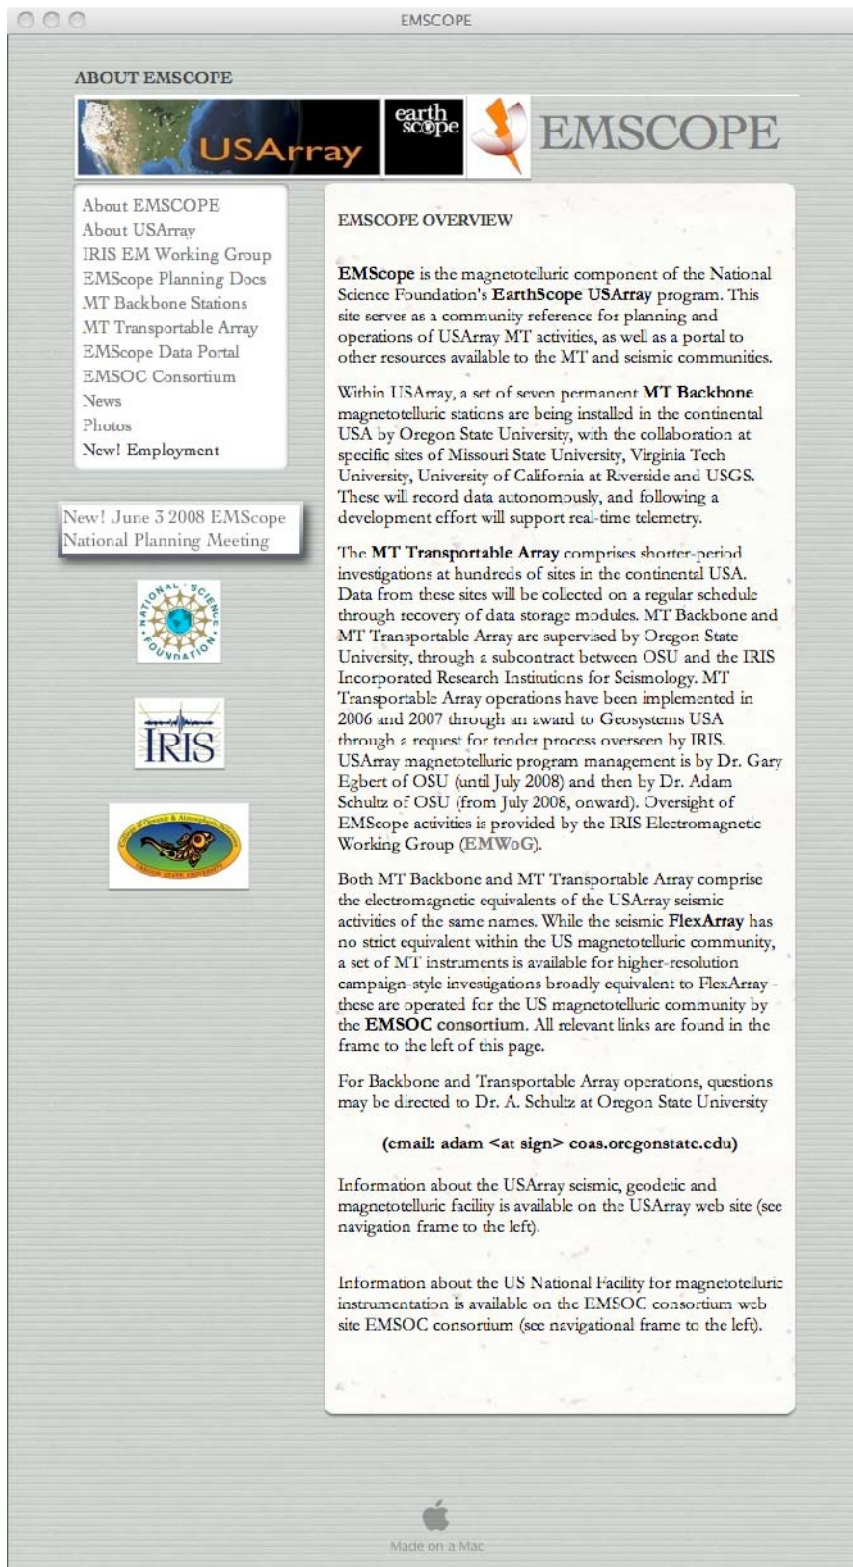 EMSCOPE
ABOUT EMSCOPE
USArray
earth
scope
EMSCOPE
About EMSCOPE
About USArray
IRIS EM Working Group
EMScope Planning Docs
MT Backbone Stations
MT Transportable Array
EMScope Data Portal
EMSOC Consortium
News
Photos
New! Employment
New! June 3 2008 EMScope
National Planning Meeting
NATIONAL SCIENCE
FOUNDATION
IRIS
College of Oceanic & Atmospheric Sciences
OREGON STATE UNIVERSITY
EMSCOPE OVERVIEW
EMScope is the magnetotelluric component of the National
Science Foundation's EarthScope USArray program. This
site serves as a community reference for planning and
operations of USArray MT activities, as well as a portal to
other resources available to the MT and seismic communities.
Within USArray, a set of seven permanent MT Backbone
magnetotelluric stations are being installed in the continental
USA by Oregon State University, with the collaboration at
specific sites of Missouri State University, Virginia Tech
University, University of California at Riverside and USGS.
These will record data autonomously, and following a
development effort will support real-time telemetry.
The MT Transportable Array comprises shorter-period
investigations at hundreds of sites in the continental USA.
Data from these sites will be collected on a regular schedule
through recovery of data storage modules. MT Backbone and
MT Transportable Array are supervised by Oregon State
University, through a subcontract between OSU and the IRIS
Incorporated Research Institutions for Seismology. MT
Transportable Array operations have been implemented in
2006 and 2007 through an award to Geosystems USA
through a request for tender process overseen by IRIS.
USArray magnetotelluric program management is by Dr. Gary
Egbert of OSU (until July 2008) and then by Dr. Adam
Schultz of OSU (from July 2008, onward). Oversight of
EMScope activities is provided by the IRIS Electromagnetic
Working Group (EMWoG).
Both MT Backbone and MT Transportable Array comprise
the electromagnetic equivalents of the USArray seismic
activities of the same names. While the seismic FlexArray has
no strict equivalent within the US magnetotelluric community,
a set of MT instruments is available for higher-resolution
campaign-style investigations broadly equivalent to FlexArray -
these are operated for the US magnetotelluric community by
the EMSOC consortium. All relevant links are found in the
frame to the left of this page.
For Backbone and Transportable Array operations, questions
may be directed to Dr. A. Schultz at Oregon State University
(email: adam <at sign> coas.oregonstate.edu)
Information about the USArray seismic, geodetic and
magnetotelluric facility is available on the USArray web site (see
navigation frame to the left).
Information about the US National Facility for magnetotelluric
instrumentation is available on the EMSOC consortium web
site EMSOC consortium (see navigational frame to the left).
Made on a Mac